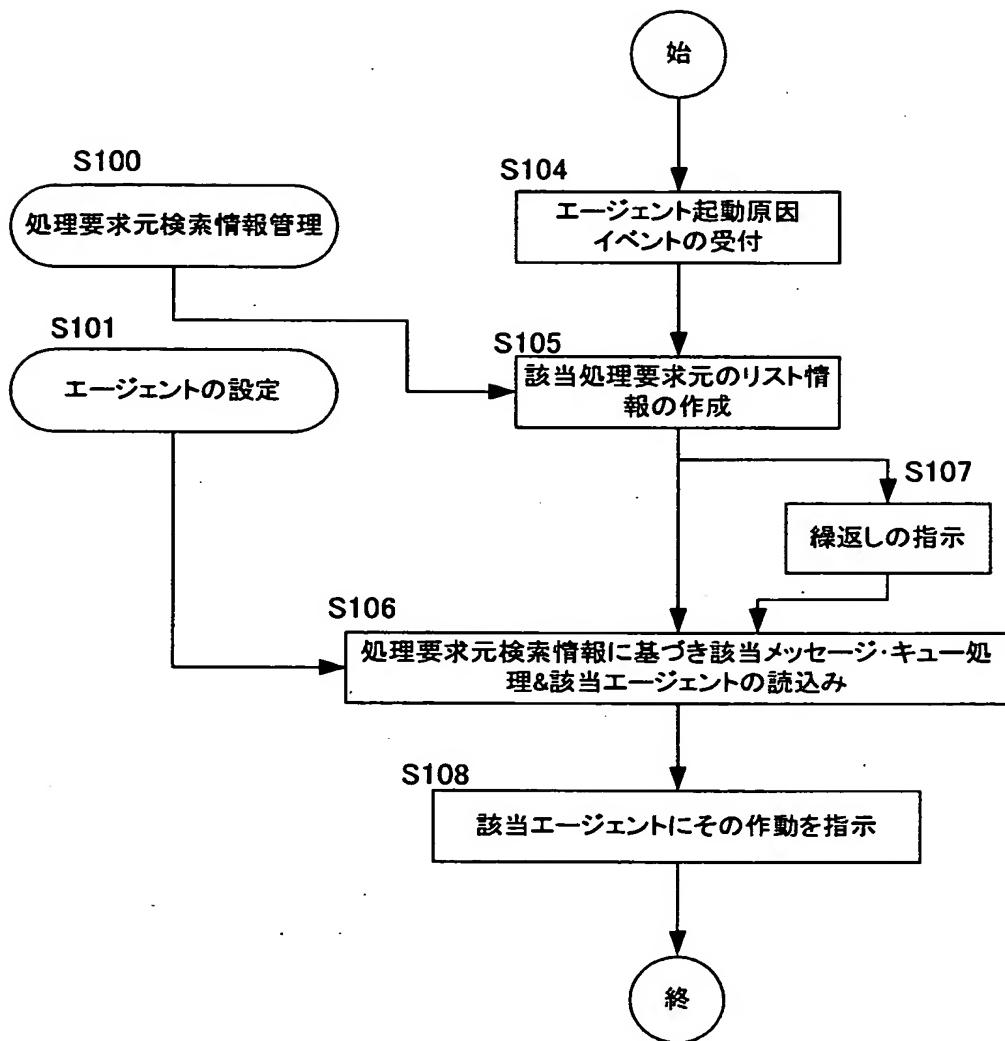 始
S100
処理要求元検索情報管理
S104
エージェント起動原因
イベントの受付
S101
エージェントの設定
S105
該当処理要求元のリスト情
報の作成
S107
繰返しの指示
S106
処理要求元検索情報に基づき該当メッセージ・キュー処
理&該当エージェントの読込み
S108
該当エージェントにその作動を指示
終